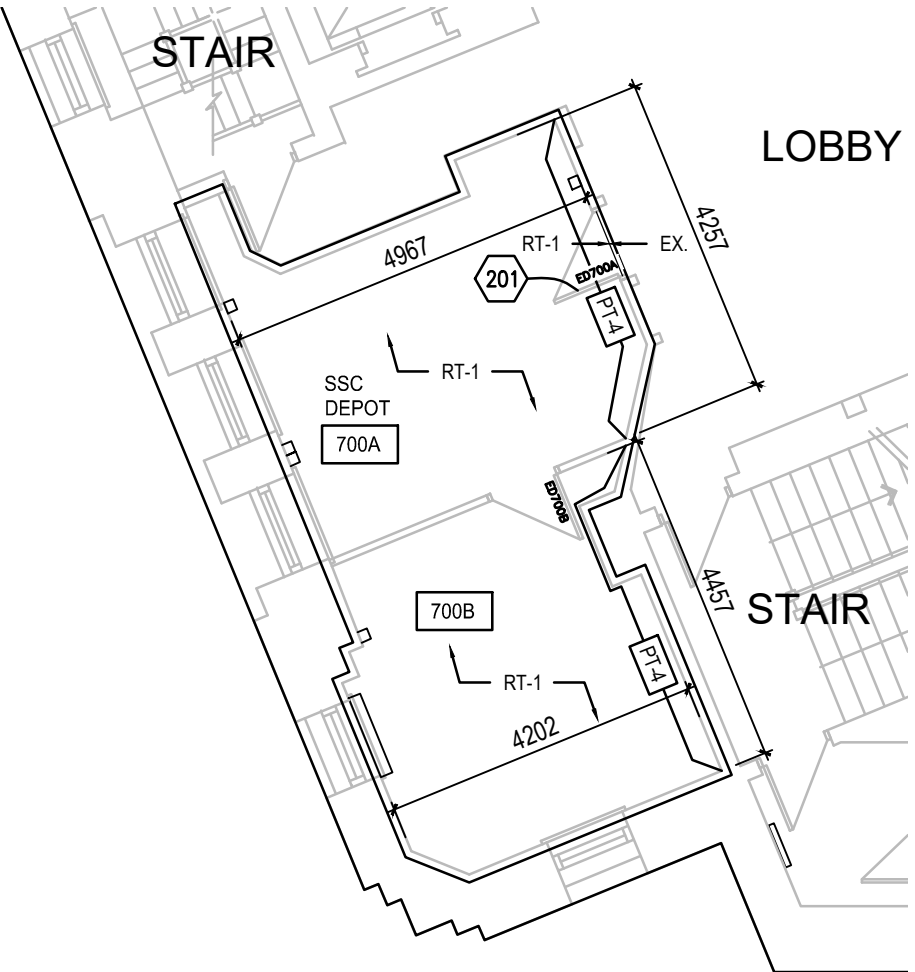 STAIR
LOBBY
4257
4967
RT-1
EX.
ED700A
201
PT-4
RT-1
SSC
DEPOT
700A
ED700B
4457
700B
STAIR
PT-4
RT-1
4202